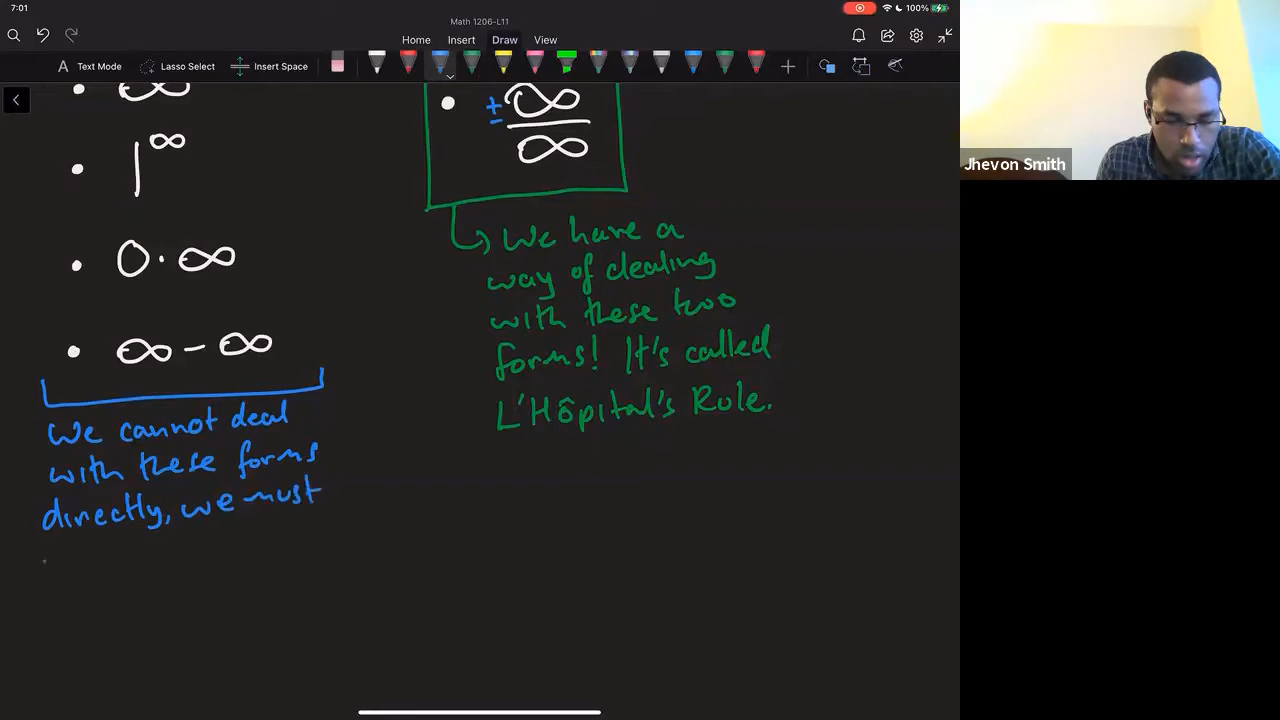 7:01
100%
Math 1206-L11
Home Insert Draw View
Text Mode Lasso Select Insert Space
Jhevon Smith
1^∞
0·∞
∞-∞
We cannot deal
with these forms
directly, we must
± ∞/∞
We have a
way of dealing
with these two
forms! It's called
L'Hôpital's Rule.